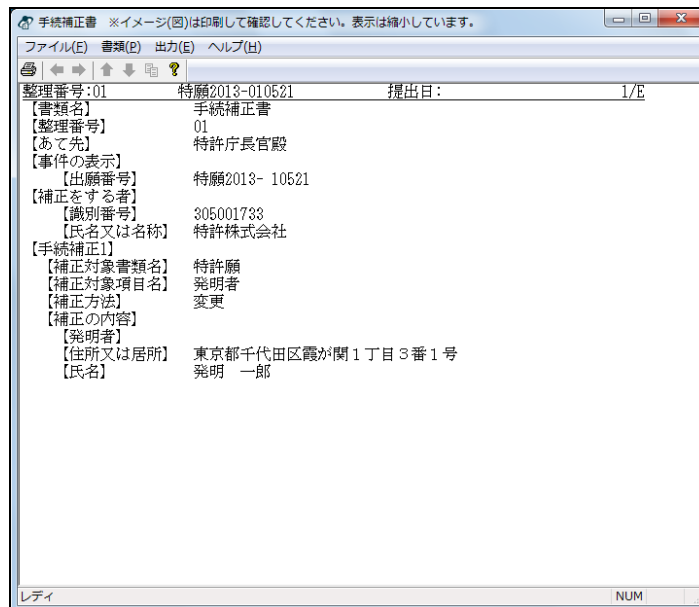 手続補正書　※イメージ(図)は印刷して確認してください。表示は縮小しています。
ファイル(F)　書類(P)　出力(E)　ヘルプ(H)
整理番号:01　特願2013-010521　提出日:　1/E
【書類名】　手続補正書
【整理番号】　01
【あて先】　特許庁長官殿
【事件の表示】
【出願番号】　特願2013- 10521
【補正をする者】
【識別番号】　305001733
【氏名又は名称】　特許株式会社
【手続補正1】
【補正対象書類名】　特許願
【補正対象項目名】　発明者
【補正方法】　変更
【補正の内容】
【発明者】
【住所又は居所】　東京都千代田区霞が関１丁目３番１号
【氏名】　発明　一郎
レディ　NUM